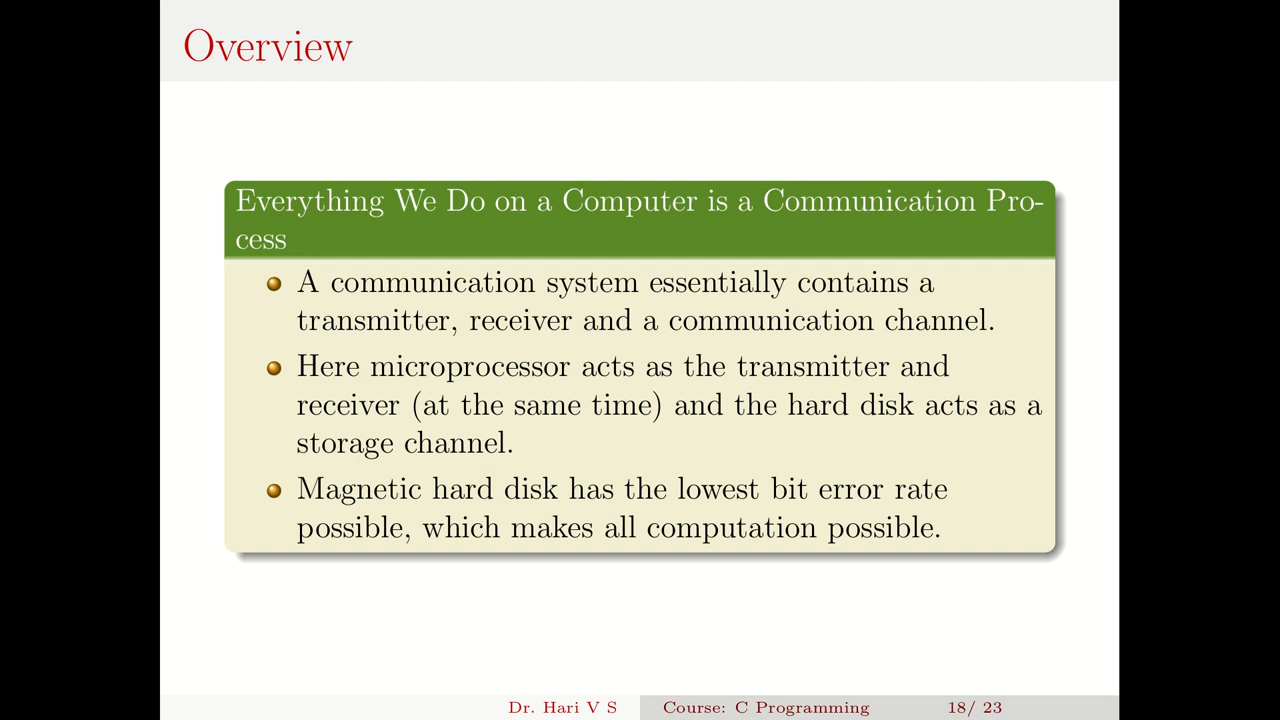 Overview
Everything We Do on a Computer is a Communication Pro-
cess
A communication system essentially contains a
transmitter, receiver and a communication channel.
Here microprocessor acts as the transmitter and
receiver (at the same time) and the hard disk acts as a
storage channel.
Magnetic hard disk has the lowest bit error rate
possible, which makes all computation possible.
Dr. Hari V S Course: C Programming 18/ 23